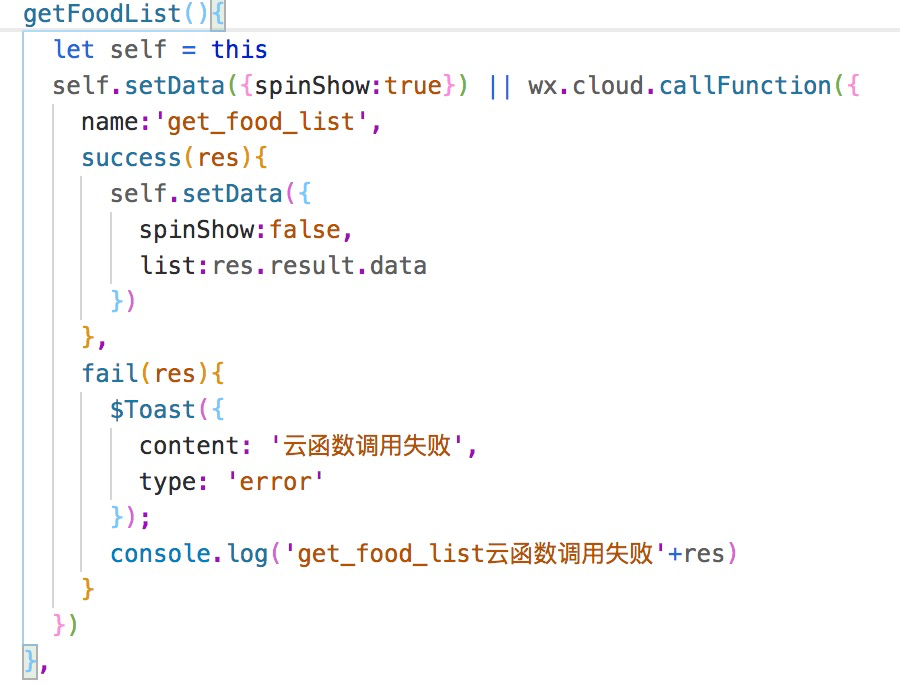 getFoodList(){
let self = this
self.setData({spinShow:true}) || wx.cloud.callFunction({
name:'get_food_list',
success(res){
self.setData({
spinShow:false,
list:res.result.data
})
},
fail(res){
$Toast({
content: '云函数调用失败',
type: 'error'
});
console.log('get_food_list云函数调用失败'+res)
}
})
},